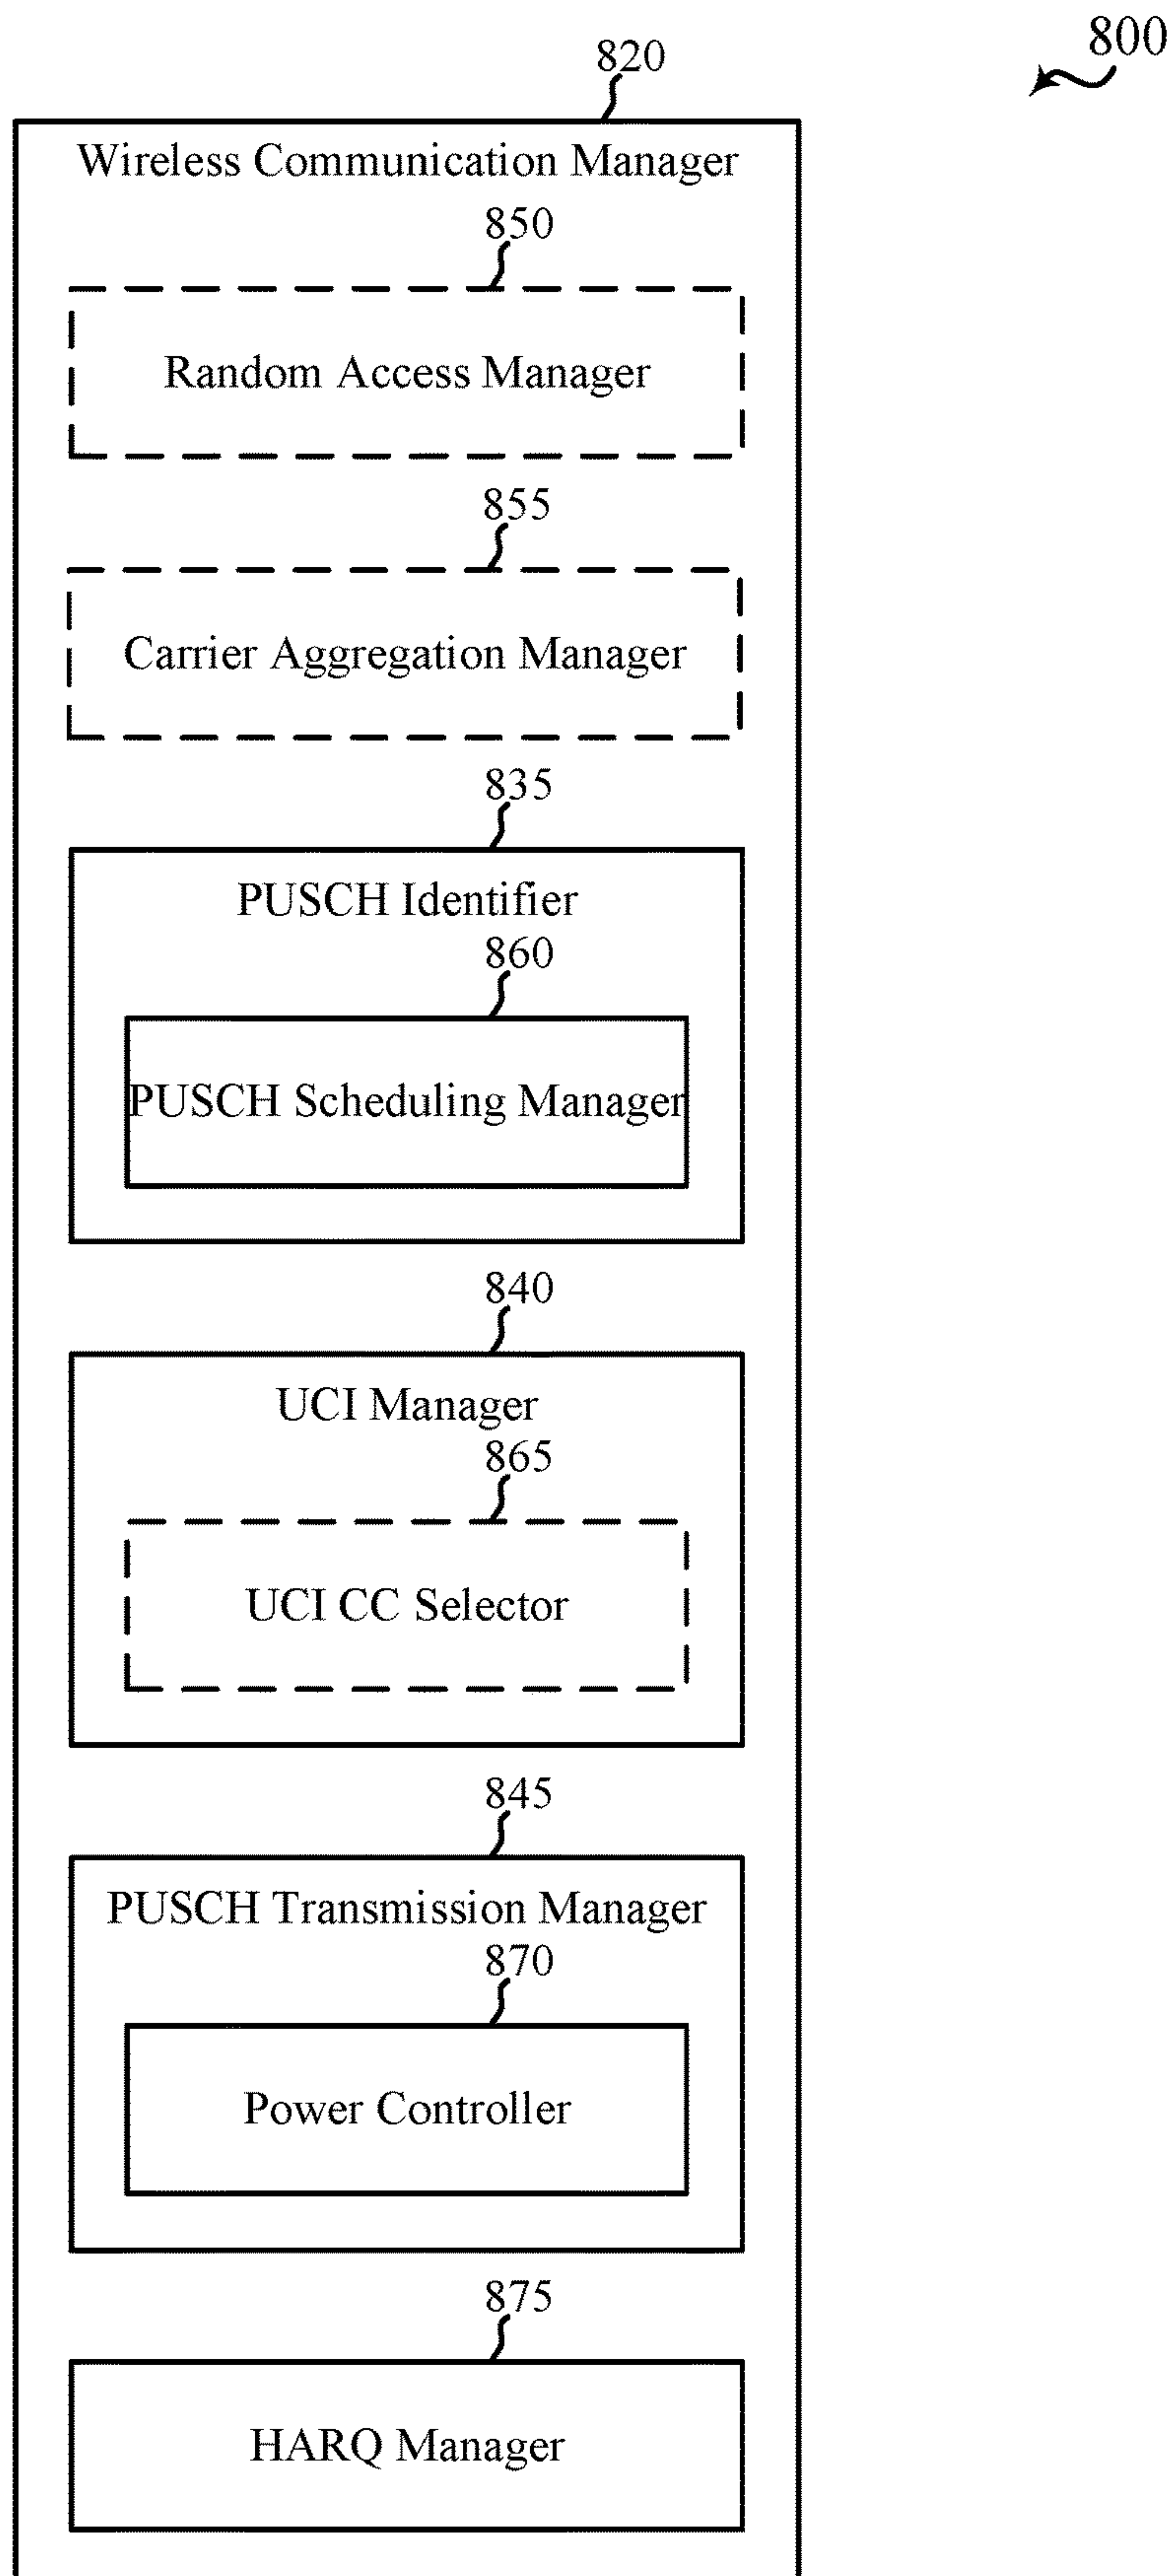 800
820
Wireless Communication Manager
850
Random Access Manager
855
Carrier Aggregation Manager
835
PUSCH Identifier
860
PUSCH Scheduling Manager
840
UCI Manager
865
UCI CC Selector
845
PUSCH Transmission Manager
870
Power Controller
875
HARQ Manager